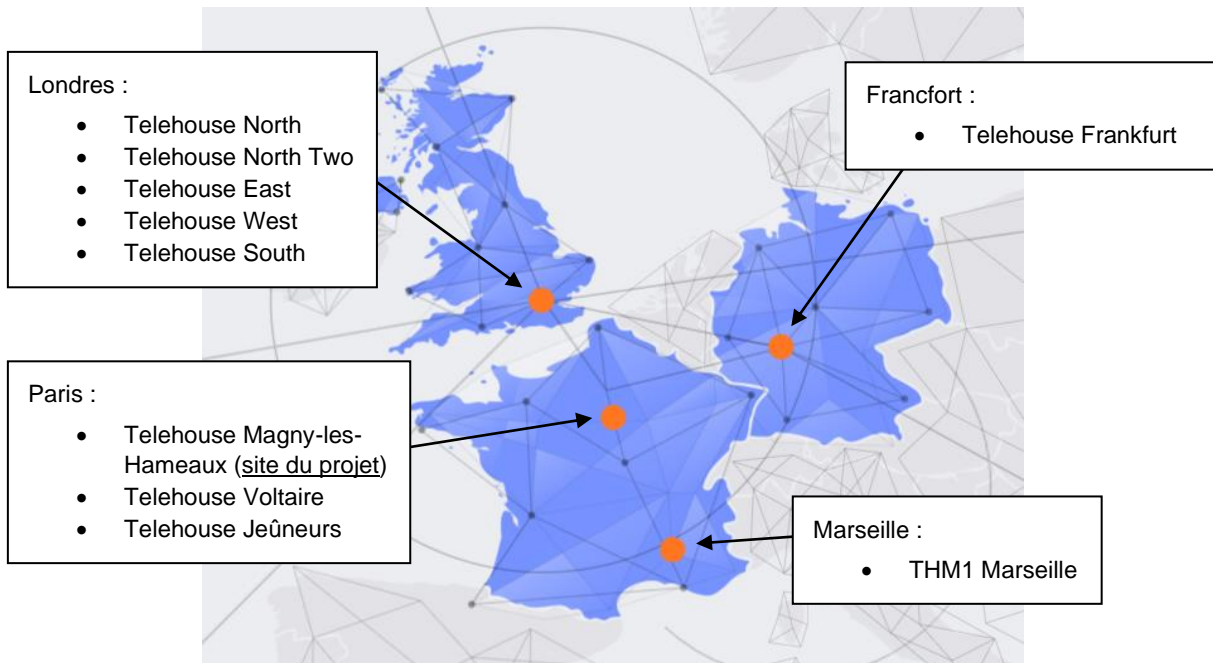 Londres :
• Telehouse North
• Telehouse North Two
• Telehouse East
• Telehouse West
• Telehouse South
Francfort :
• Telehouse Frankfurt
Paris :
• Telehouse Magny-les-
Hameaux (site du projet)
• Telehouse Voltaire
• Telehouse Jeûneurs
Marseille :
• THM1 Marseille